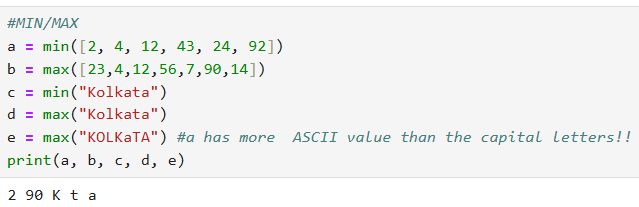 #MIN/MAX
a = min([2, 4, 12, 43, 24, 92])
b = max([23,4,12,56,7,90,14])
c = min("Kolkata")
d = max("Kolkata")
e = max("KOLKaTA") #a has more  ASCII value than the capital letters!!
print(a, b, c, d, e)
2 90 K t a